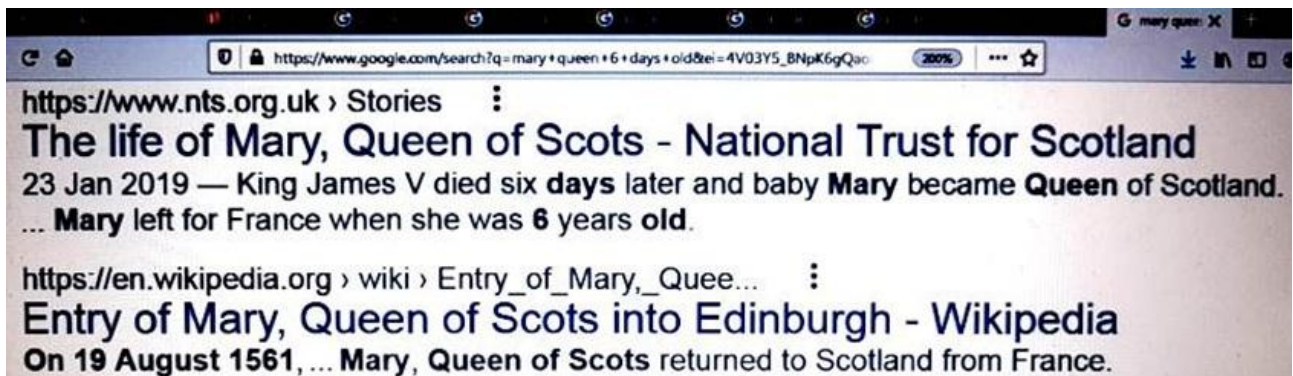 G mary queen X
https://www.google.com/search?q=mary+queen+6+days+old&ei=4V03Y5_BNpK6gQao 200%
https://www.nts.org.uk › Stories
The life of Mary, Queen of Scots - National Trust for Scotland
23 Jan 2019 — King James V died six days later and baby Mary became Queen of Scotland.
... Mary left for France when she was 6 years old.
https://en.wikipedia.org › wiki › Entry_of_Mary,_Quee...
Entry of Mary, Queen of Scots into Edinburgh - Wikipedia
On 19 August 1561, ... Mary, Queen of Scots returned to Scotland from France.